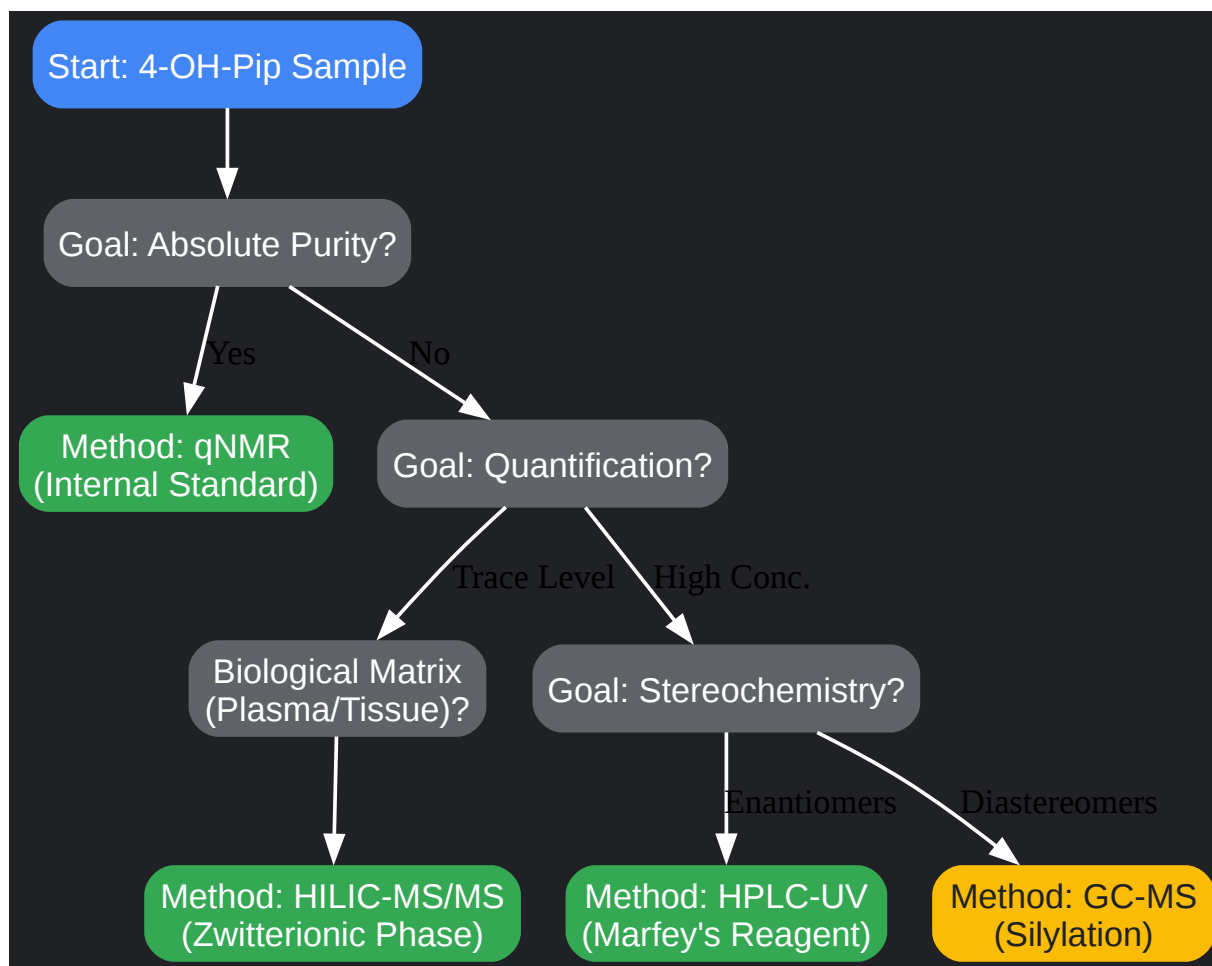 Start: 4-OH-Pip Sample
Goal: Absolute Purity?
Yes
No
Method: qNMR
(Internal Standard)
Goal: Quantification?
Trace Level
High Conc.
Biological Matrix
(Plasma/Tissue)?
Goal: Stereochemistry?
Enantiomers
Diastereomers
Method: HILIC-MS/MS
(Zwitterionic Phase)
Method: HPLC-UV
(Marfey's Reagent)
Method: GC-MS
(Silylation)